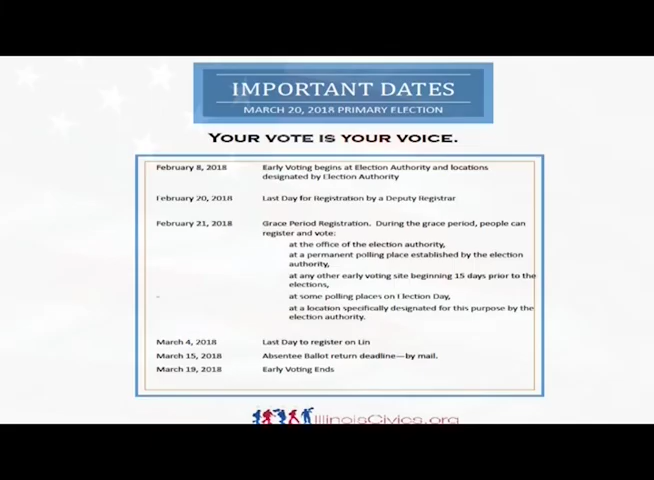 IMPORTANT DATES
MARCH 20, 2018 PRIMARY ELECTION
YOUR VOTE IS YOUR VOICE.
February 8, 2018 Early Voting begins at Election Authority and locations
designated by Election Authority
February 20, 2018 Last Day for Registration by a Deputy Registrar
February 21, 2018 Grace Period Registration. During the grace period, people can
register and vote:
at the office of the election authority,
at a permanent polling place established by the election
authority,
at any other early voting site beginning 15 days prior to the
elections,
at some polling places on Election Day,
at a location specifically designated for this purpose by the
election authority.
March 4, 2018 Last Day to register on Lin
March 15, 2018 Absentee Ballot return deadline—by mail.
March 19, 2018 Early Voting Ends
IllinoisCivics.org